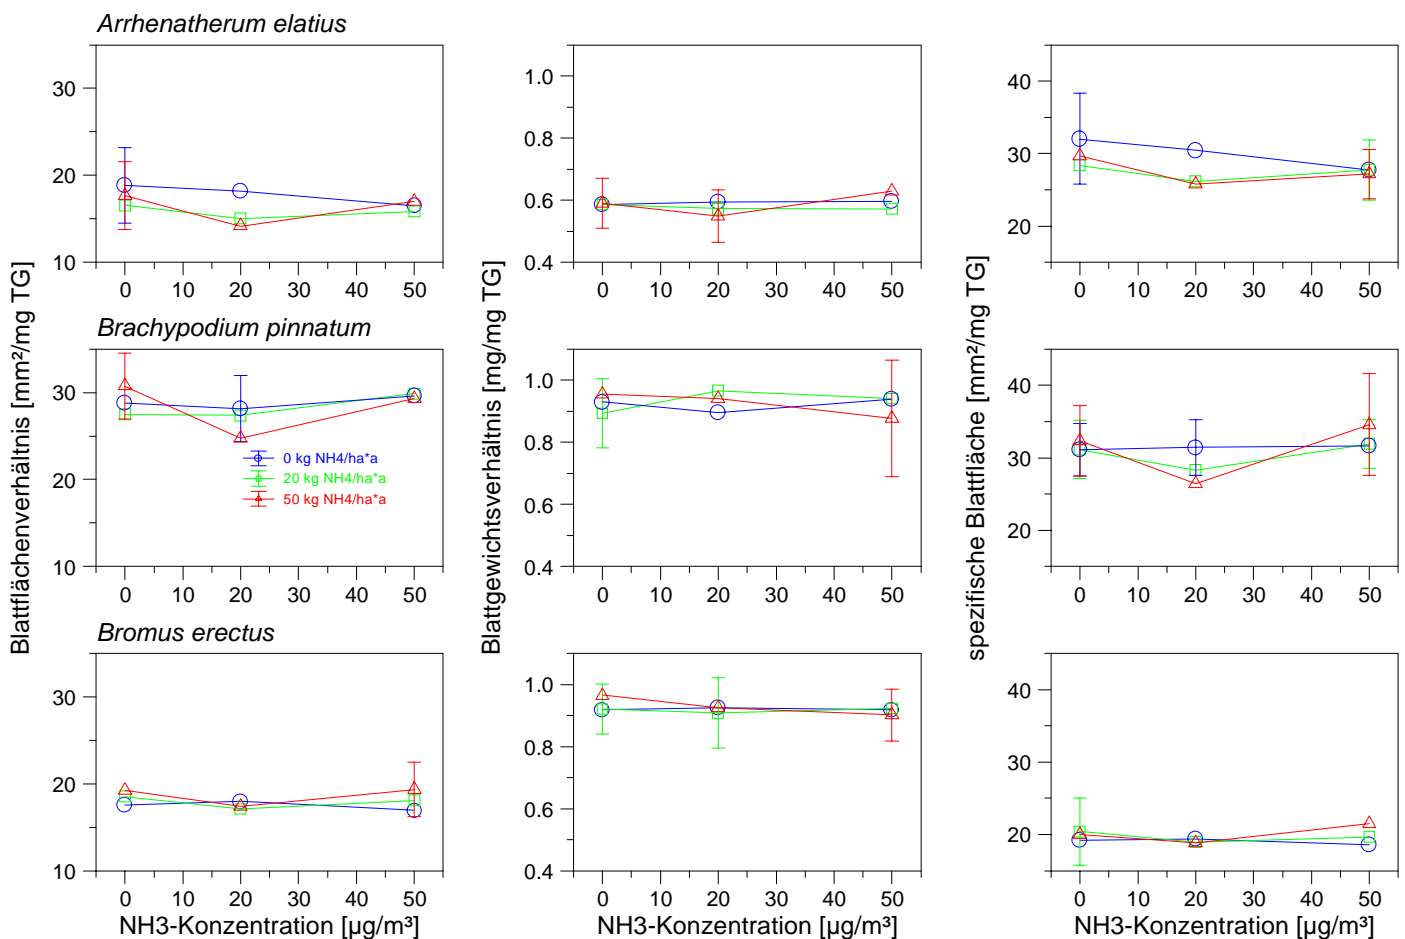 Arrhenatherum elatius
30
20
10
0 10 20 30 40 50
1.0
0.8
0.6
0.4
0 10 20 30 40 50
40
30
20
0 10 20 30 40 50
Brachypodium pinnatum
30
20
10
0 10 20 30 40 50
0 kg NH4/ha*a
20 kg NH4/ha*a
50 kg NH4/ha*a
1.0
0.8
0.6
0.4
0 10 20 30 40 50
40
30
20
0 10 20 30 40 50
Bromus erectus
30
20
10
0 10 20 30 40 50
1.0
0.8
0.6
0.4
0 10 20 30 40 50
40
30
20
0 10 20 30 40 50
Blattflächenverhältnis [mm²/mg TG]
Blattgewichtsverhältnis [mg/mg TG]
spezifische Blattfläche [mm²/mg TG]
NH3-Konzentration [µg/m³]
NH3-Konzentration [µg/m³]
NH3-Konzentration [µg/m³]